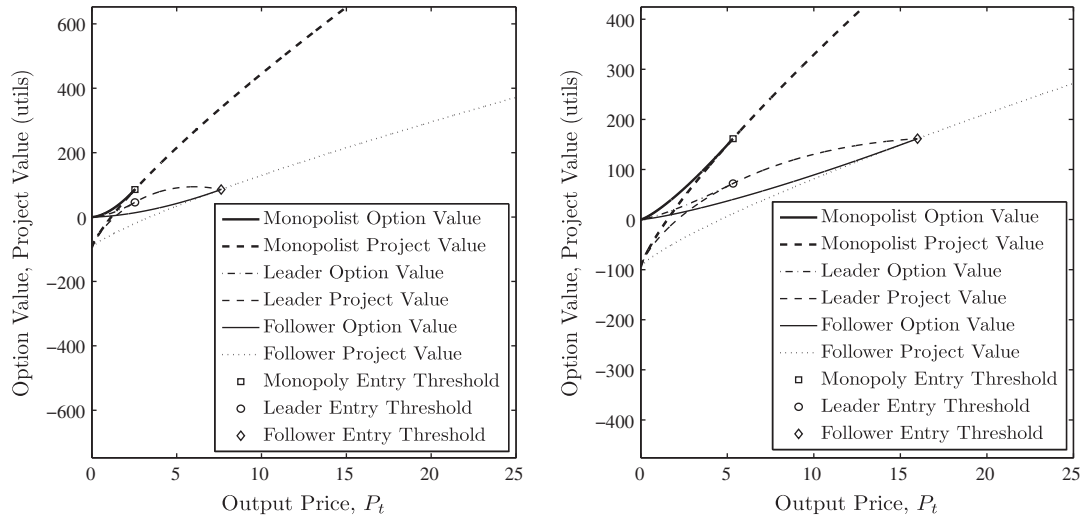 Option Value, Project Value (utils)
600
400
200
0
−200
−400
−600
Monopolist Option Value
Monopolist Project Value
Leader Option Value
Leader Project Value
Follower Option Value
Follower Project Value
Monopoly Entry Threshold
Leader Entry Threshold
Follower Entry Threshold
0 5 10 15 20 25
Output Price, P_t
Option Value, Project Value (utils)
400
300
200
100
0
−100
−200
−300
−400
Monopolist Option Value
Monopolist Project Value
Leader Option Value
Leader Project Value
Follower Option Value
Follower Project Value
Monopoly Entry Threshold
Leader Entry Threshold
Follower Entry Threshold
0 5 10 15 20 25
Output Price, P_t